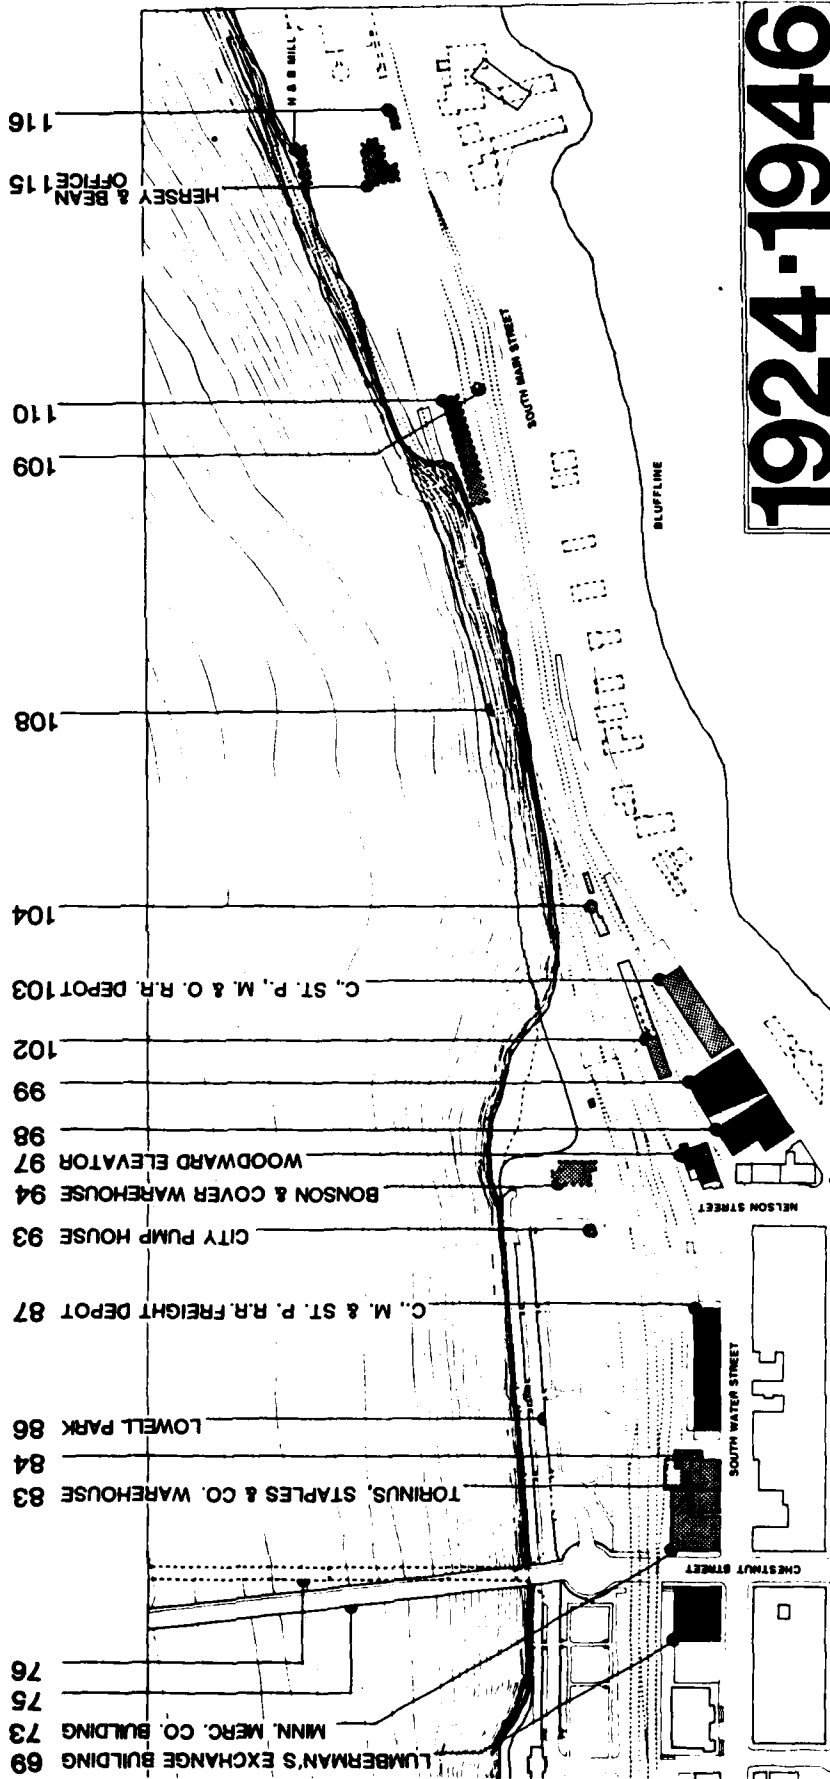 1924-1946
116
H & B MILL
HERSEY & BEAN
OFFICE 115
SOUTH MAIN STREET
110
109
BLUFFLINE
108
104
C., ST. P., M. & O. R.R. DEPOT 103
102
99
98
WOODWARD ELEVATOR 97
BONSON & COVER WAREHOUSE 94
NELSON STREET
CITY PUMP HOUSE 93
C., M. & ST. P. R.R. FREIGHT DEPOT 87
SOUTH WATER STREET
LOWELL PARK 86
84
TORINUS, STAPLES & CO. WAREHOUSE 83
CHESTNUT STREET
76
75
MINN. MERC. CO. BUILDING 73
LUMBERMAN'S EXCHANGE BUILDING 69